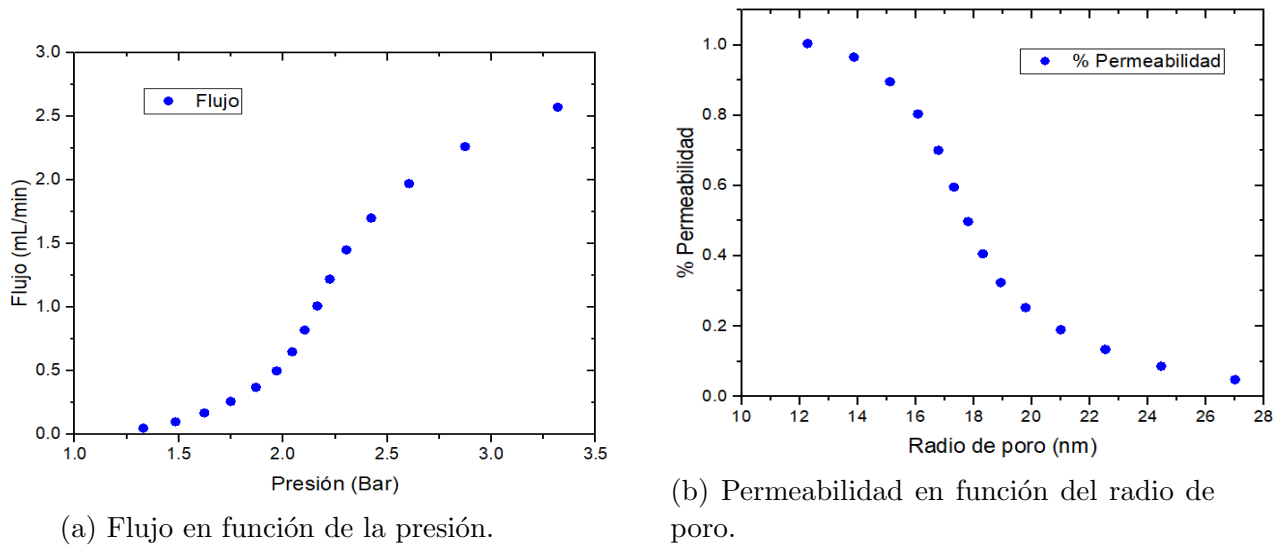 3.0
2.5
2.0
1.5
1.0
0.5
0.0
Flujo (mL/min)
Flujo
1.0 1.5 2.0 2.5 3.0 3.5
Presión (Bar)
(a) Flujo en función de la presión.
1.0
0.8
0.6
0.4
0.2
0.0
% Permeabilidad
% Permeabilidad
10 12 14 16 18 20 22 24 26 28
Radio de poro (nm)
(b) Permeabilidad en función del radio de
poro.